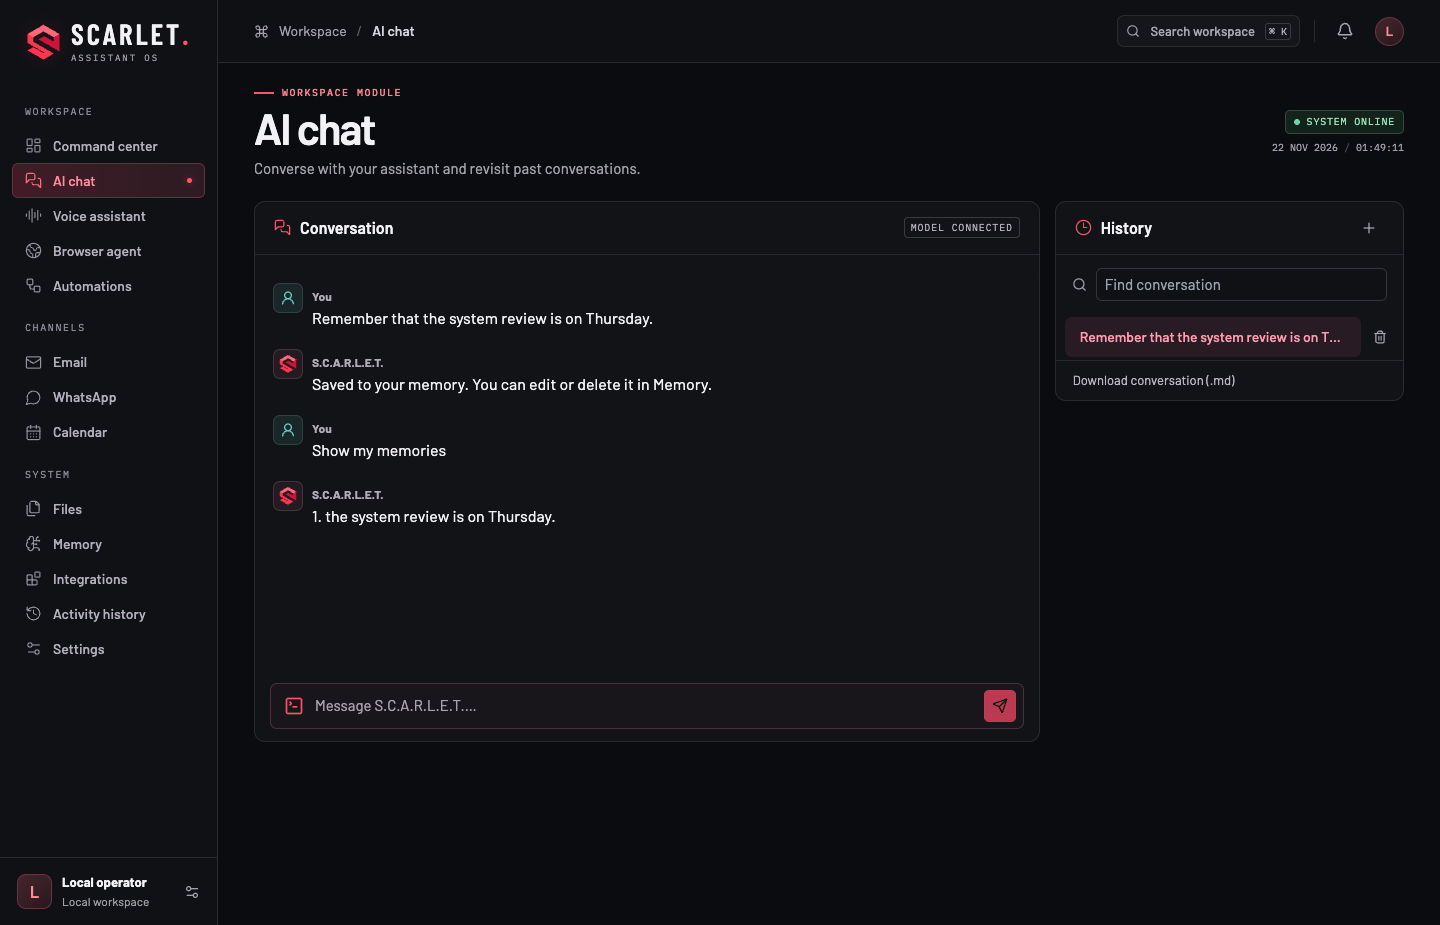 SCARLET.
ASSISTANT OS
WORKSPACE
Command center
AI chat
Voice assistant
Browser agent
Automations
CHANNELS
Email
WhatsApp
Calendar
SYSTEM
Files
Memory
Integrations
Activity history
Settings
L
Local operator
Local workspace
⌘ Workspace / AI chat
Search workspace ⌘ K
L
WORKSPACE MODULE
AI chat
Converse with your assistant and revisit past conversations.
SYSTEM ONLINE
22 NOV 2026 / 01:49:11
Conversation
MODEL CONNECTED
You
Remember that the system review is on Thursday.
S.C.A.R.L.E.T.
Saved to your memory. You can edit or delete it in Memory.
You
Show my memories
S.C.A.R.L.E.T.
1. the system review is on Thursday.
Message S.C.A.R.L.E.T....
History
Find conversation
Remember that the system review is on T...
Download conversation (.md)